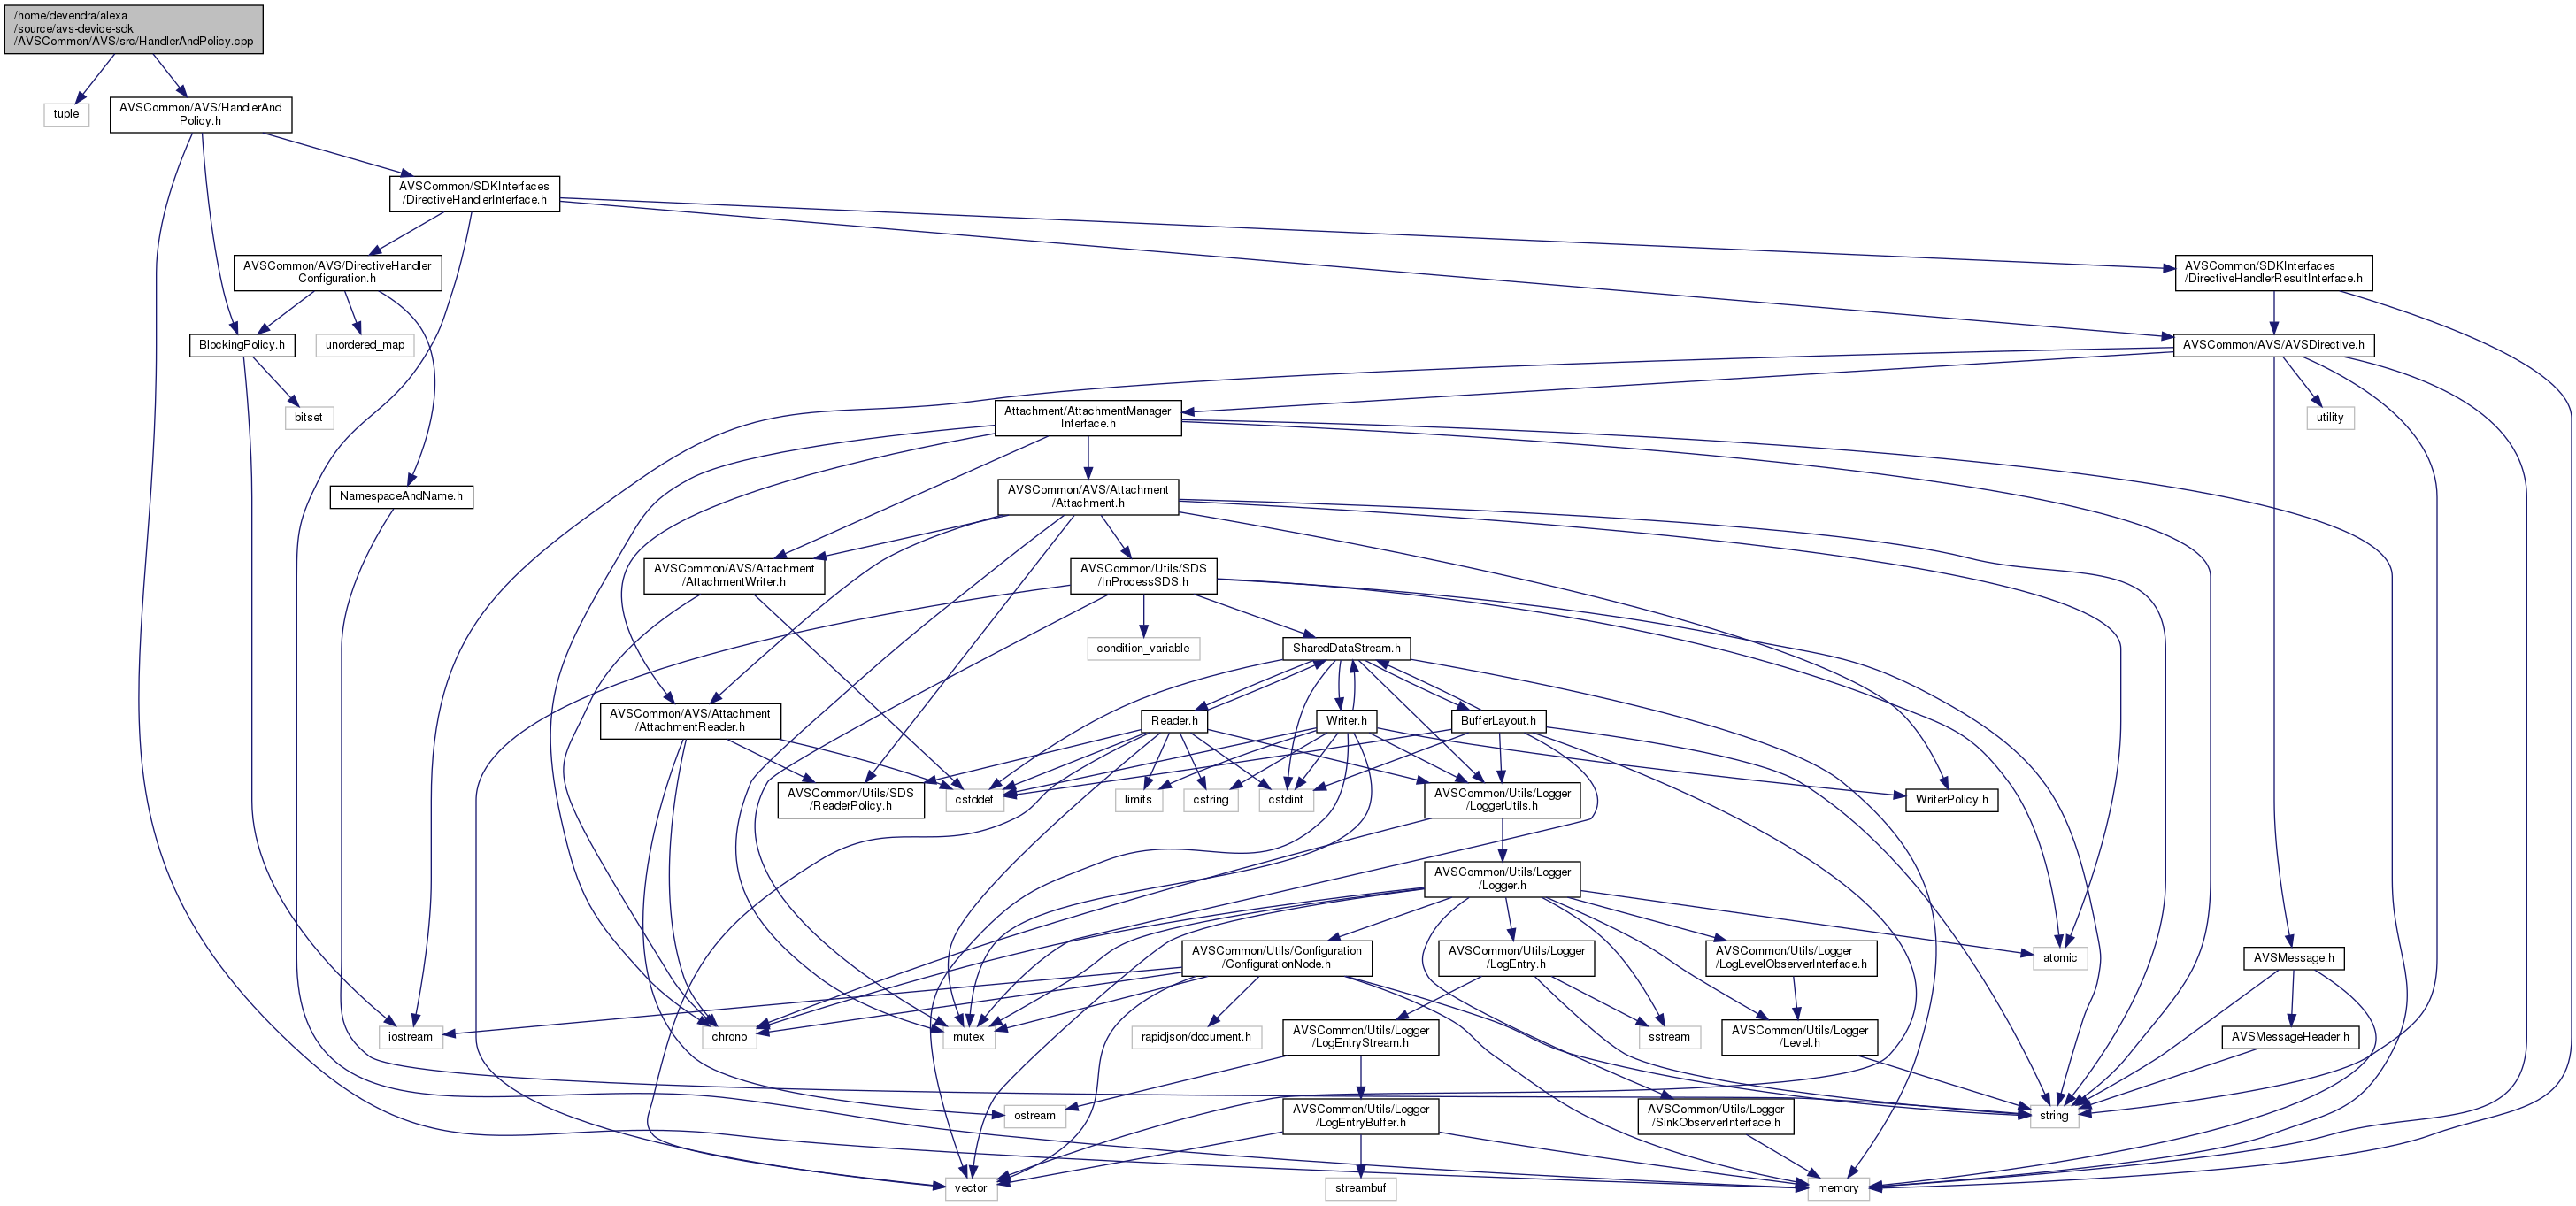 /home/devendra/alexa
/source/avs-device-sdk
/AVSCommon/AVS/src/HandlerAndPolicy.cpp
tuple
AVSCommon/AVS/HandlerAnd
Policy.h
AVSCommon/SDKInterfaces
/DirectiveHandlerInterface.h
AVSCommon/AVS/DirectiveHandler
Configuration.h
AVSCommon/SDKInterfaces
/DirectiveHandlerResultInterface.h
BlockingPolicy.h
unordered_map
AVSCommon/AVS/AVSDirective.h
bitset
Attachment/AttachmentManager
Interface.h
utility
NamespaceAndName.h
AVSCommon/AVS/Attachment
/Attachment.h
AVSCommon/AVS/Attachment
/AttachmentWriter.h
AVSCommon/Utils/SDS
/InProcessSDS.h
condition_variable
SharedDataStream.h
AVSCommon/AVS/Attachment
/AttachmentReader.h
Reader.h
Writer.h
BufferLayout.h
AVSCommon/Utils/SDS
/ReaderPolicy.h
cstddef
limits
cstring
cstdint
AVSCommon/Utils/Logger
/LoggerUtils.h
WriterPolicy.h
AVSCommon/Utils/Logger
/Logger.h
AVSCommon/Utils/Configuration
/ConfigurationNode.h
AVSCommon/Utils/Logger
/LogEntry.h
AVSCommon/Utils/Logger
/LogLevelObserverInterface.h
atomic
AVSMessage.h
iostream
chrono
mutex
rapidjson/document.h
AVSCommon/Utils/Logger
/LogEntryStream.h
sstream
AVSCommon/Utils/Logger
/Level.h
AVSMessageHeader.h
ostream
AVSCommon/Utils/Logger
/LogEntryBuffer.h
AVSCommon/Utils/Logger
/SinkObserverInterface.h
string
vector
streambuf
memory